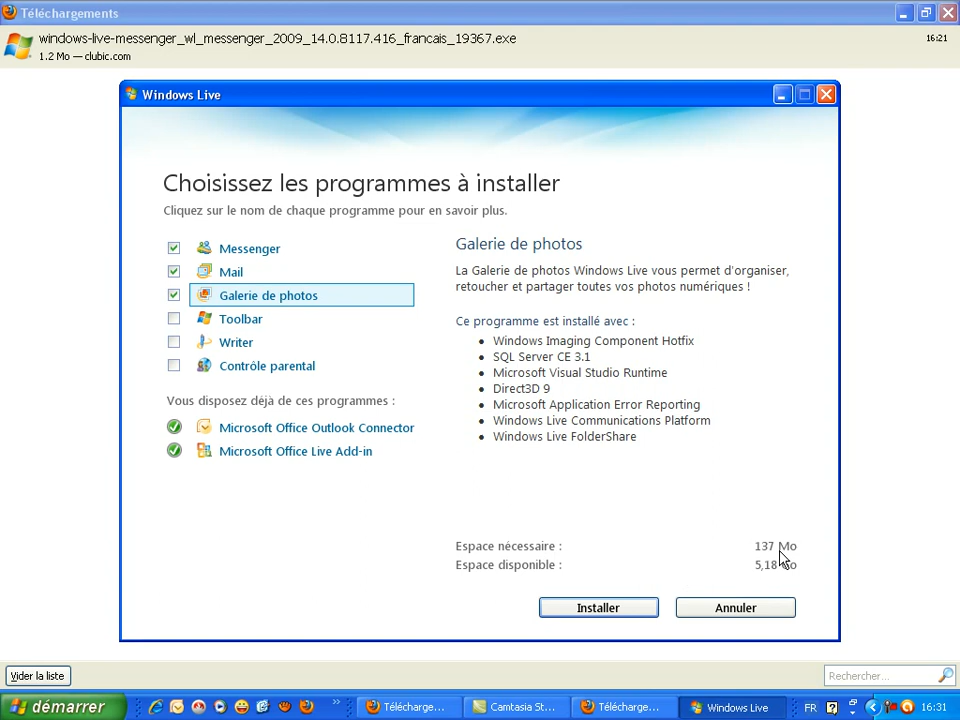 Téléchargements
windows-live-messenger_wl_messenger_2009_14.0.8117.416_francais_19367.exe
16:21
1.2 Mo — clubic.com
Windows Live
Choisissez les programmes à installer
Cliquez sur le nom de chaque programme pour en savoir plus.
Messenger
Mail
Galerie de photos
Toolbar
Writer
Contrôle parental
Vous disposez déjà de ces programmes :
Microsoft Office Outlook Connector
Microsoft Office Live Add-in
Galerie de photos
La Galerie de photos Windows Live vous permet d'organiser,
retoucher et partager toutes vos photos numériques !
Ce programme est installé avec :
Windows Imaging Component Hotfix
SQL Server CE 3.1
Microsoft Visual Studio Runtime
Direct3D 9
Microsoft Application Error Reporting
Windows Live Communications Platform
Windows Live FolderShare
Espace nécessaire : 137 Mo
Espace disponible : 5,18
Installer
Annuler
Vider la liste
Rechercher...
démarrer
Télécharge...
Camtasia St...
Télécharge...
Windows Live
FR
16:31